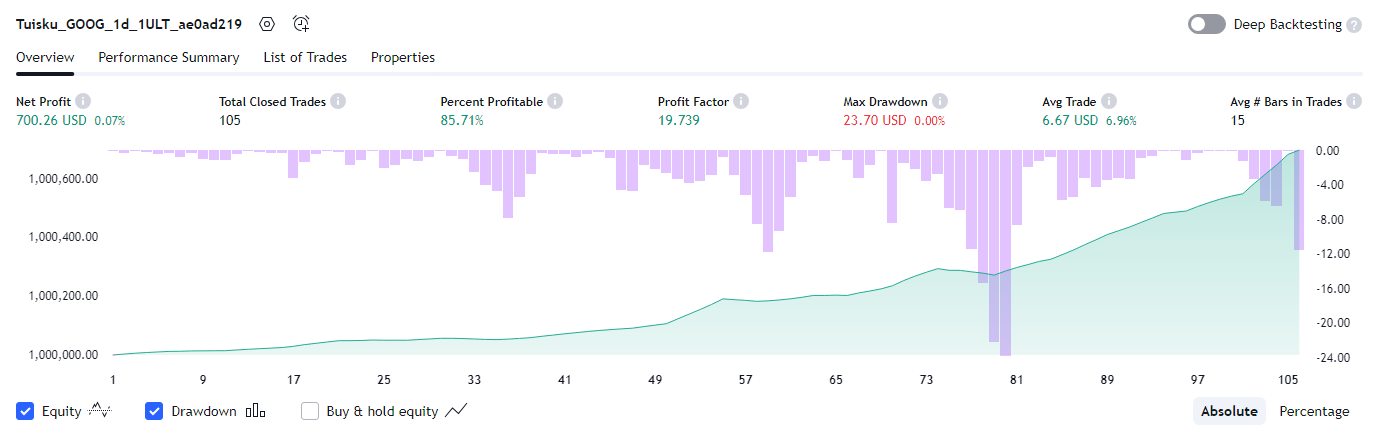 Tuisku_GOOG_1d_1ULT_ae0ad219
Deep Backtesting ?
Overview Performance Summary List of Trades Properties
Net Profit i Total Closed Trades i Percent Profitable i Profit Factor i Max Drawdown i Avg Trade i Avg # Bars in Trades i
700.26 USD 0.07% 105 85.71% 19.739 23.70 USD 0.00% 6.67 USD 6.96% 15
0.00
1,000,600.00
-4.00
-8.00
1,000,400.00
-12.00
-16.00
1,000,200.00
-20.00
1,000,000.00
-24.00
1 9 17 25 33 41 49 57 65 73 81 89 97 105
Equity Drawdown Buy & hold equity Absolute Percentage